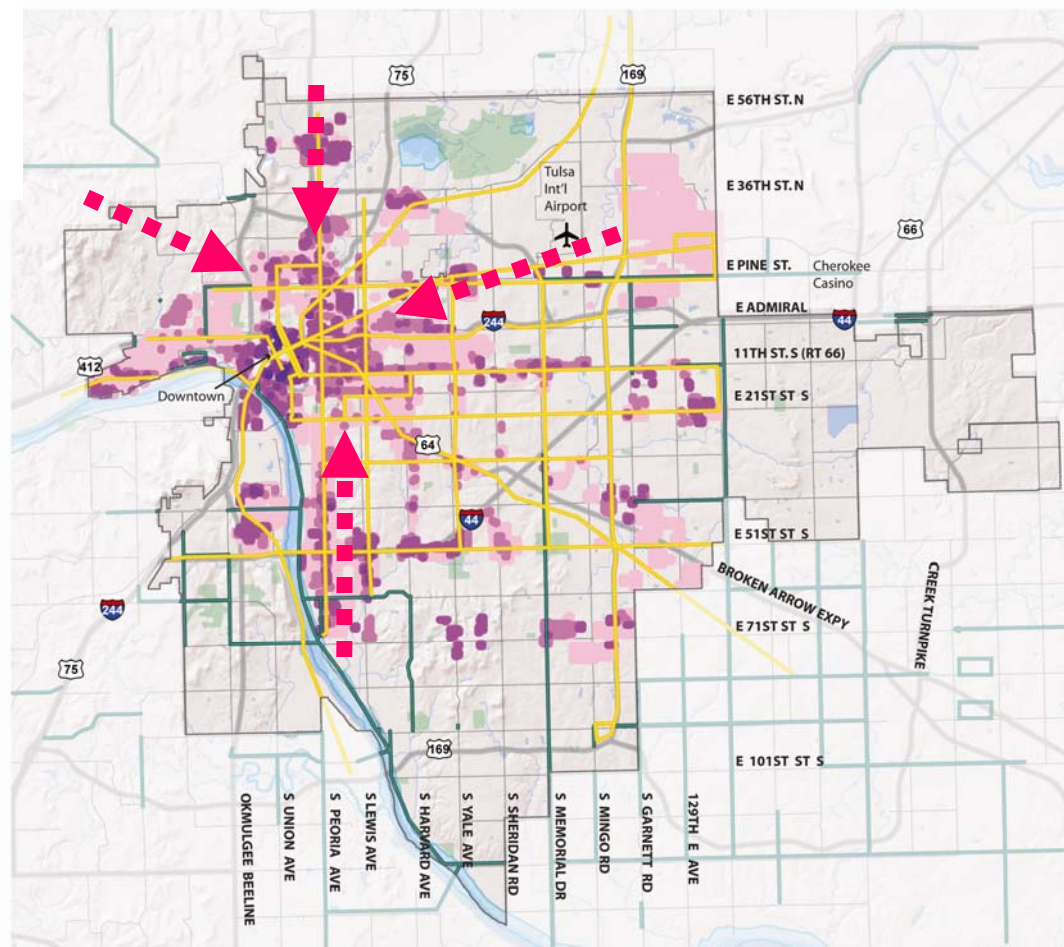 75
169
E 56TH ST. N
Tulsa
Int'l
Airport
E 36TH ST. N
66
E PINE ST.
Cherokee
Casino
E ADMIRAL
244
44
11TH ST. S (RT 66)
412
Downtown
E 21ST ST S
64
44
E 51ST ST S
BROKEN ARROW EXPY
CREEK TURNPIKE
244
E 71ST ST S
75
169
E 101ST ST S
OKMULGEE BEELINE
S UNION AVE
S PEORIA AVE
S LEWIS AVE
S HARVARD AVE
S YALE AVE
S SHERIDAN RD
S MEMORIAL DR
S MINGO RD
S GARNETT RD
129TH E AVE